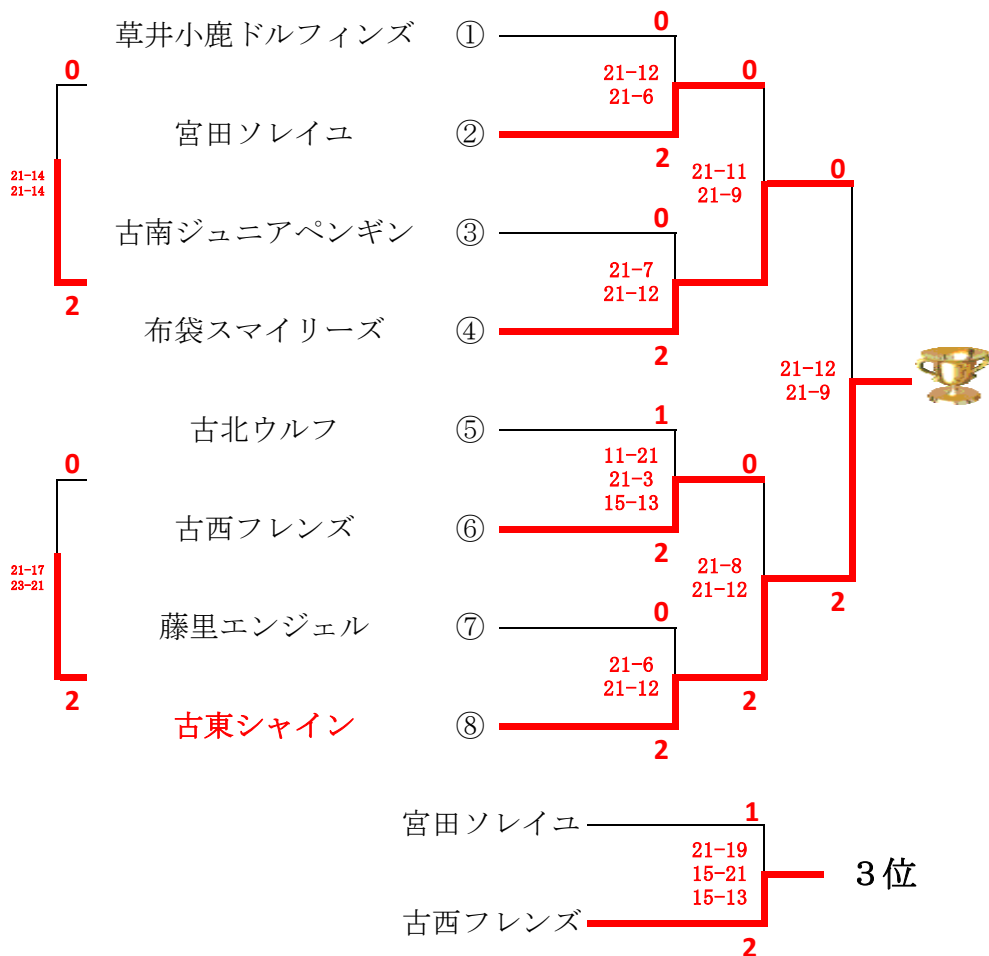 草井小鹿ドルフィンズ ① 0
0 21-12 0
21-6
宮田ソレイユ ② 2
21-14 21-11 0
21-14 21-9
古南ジュニアペンギン ③ 0
21-7
21-12
2
布袋スマイリーズ ④ 2
21-12
21-9
古北ウルフ ⑤ 1
0 11-21 0
21-3
15-13
古西フレンズ ⑥ 2
21-17 21-8
23-21 21-12
2
藤里エンジェル ⑦ 0
21-6
21-12
2 2
古東シャイン ⑧ 2
宮田ソレイユ 1
21-19
15-21
15-13
3位
古西フレンズ 2